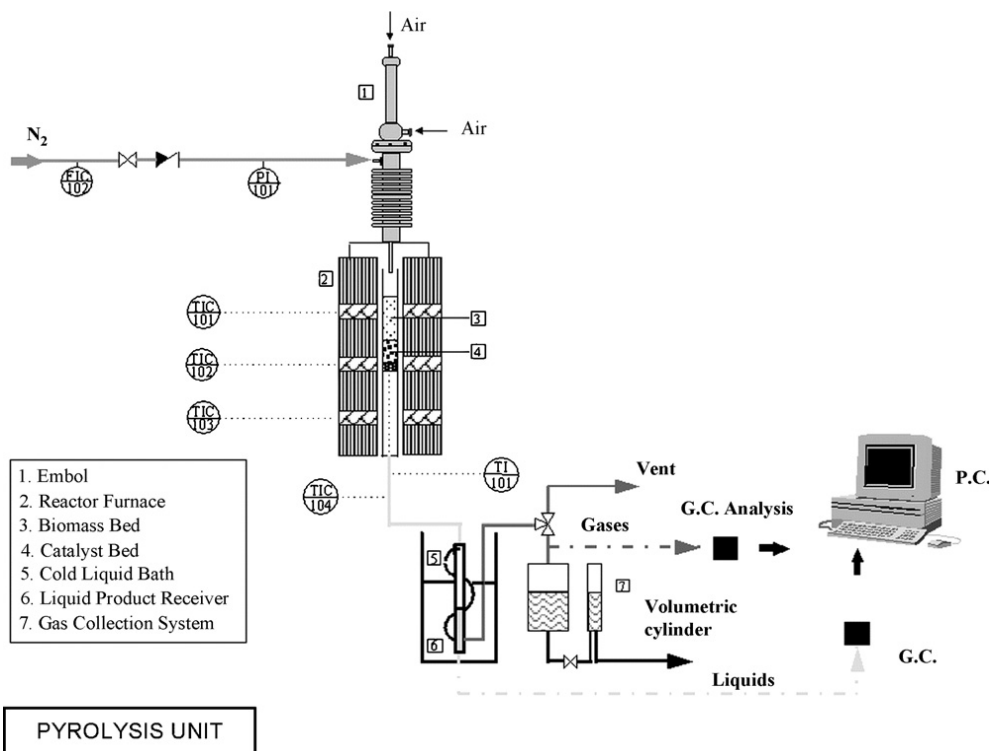 Air
1
Air
N2
FIC
102
PI
101
2
TIC
101
3
4
TIC
102
TIC
103
TI
101
TIC
104
Vent
P.C.
G.C. Analysis
Gases
1. Embol
2. Reactor Furnace
3. Biomass Bed
4. Catalyst Bed
5. Cold Liquid Bath
6. Liquid Product Receiver
7. Gas Collection System
5
7
Volumetric
cylinder
6
G.C.
Liquids
PYROLYSIS UNIT